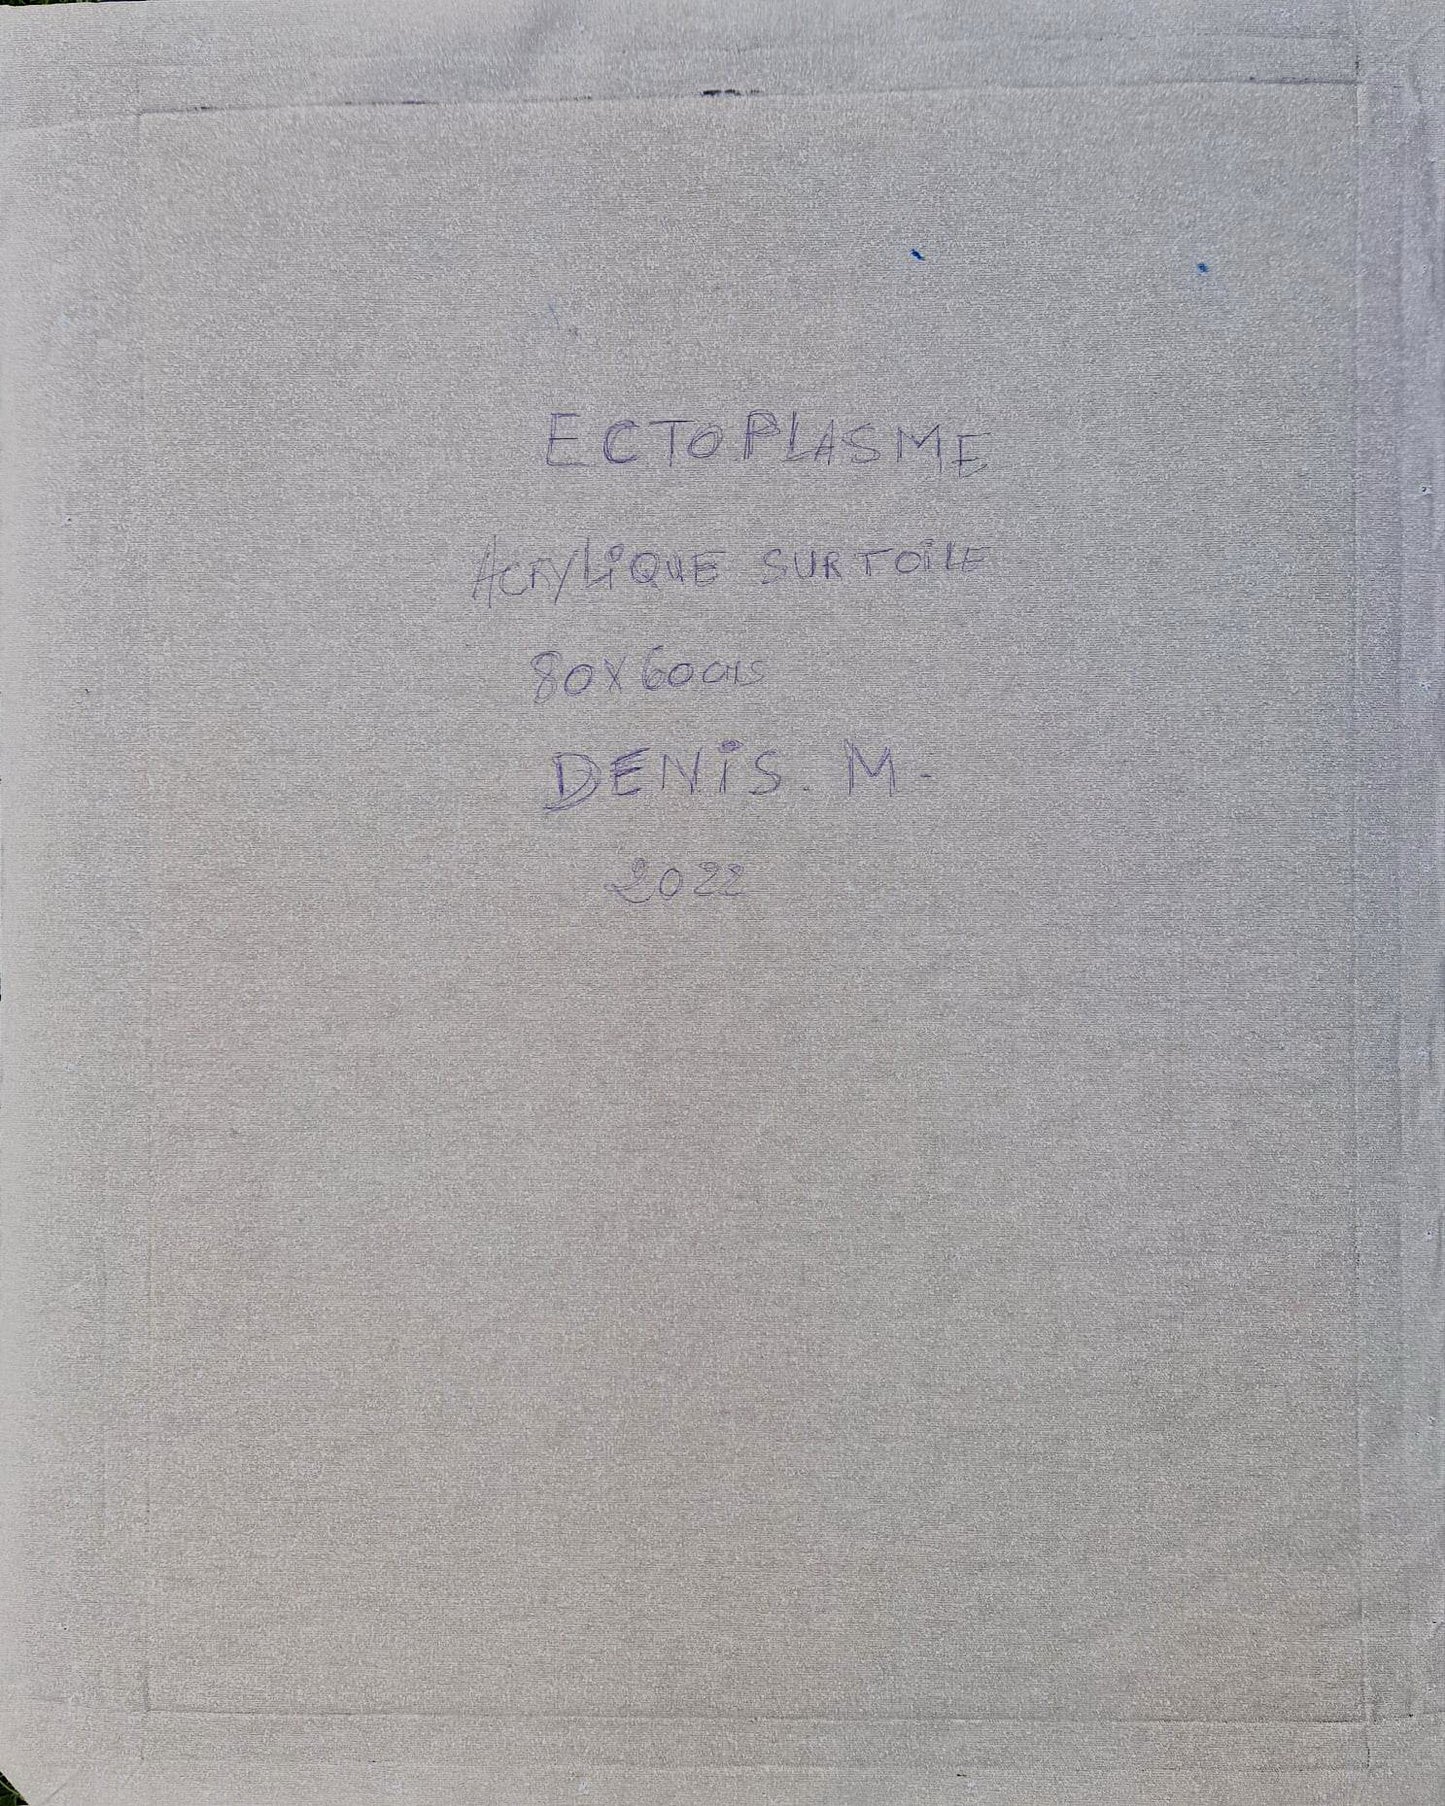 ECTOPLASME
ACRYLIQUE SUR TOILE
80X60cms
DENIS. M.
2022